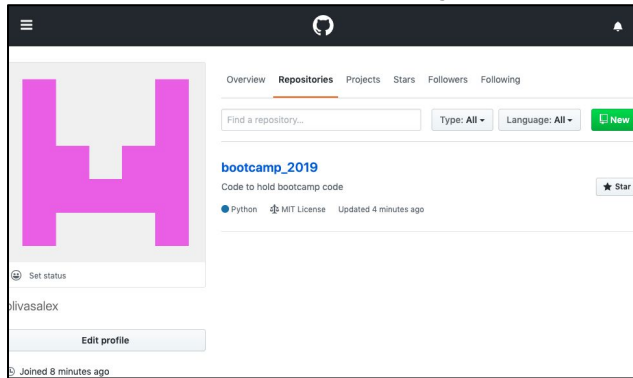 Overview Repositories Projects Stars Followers Following
Find a repository... Type: All Language: All New
bootcamp_2019
Code to hold bootcamp code
Star
Python MIT License Updated 4 minutes ago
Set status
olivasalex
Edit profile
Joined 8 minutes ago